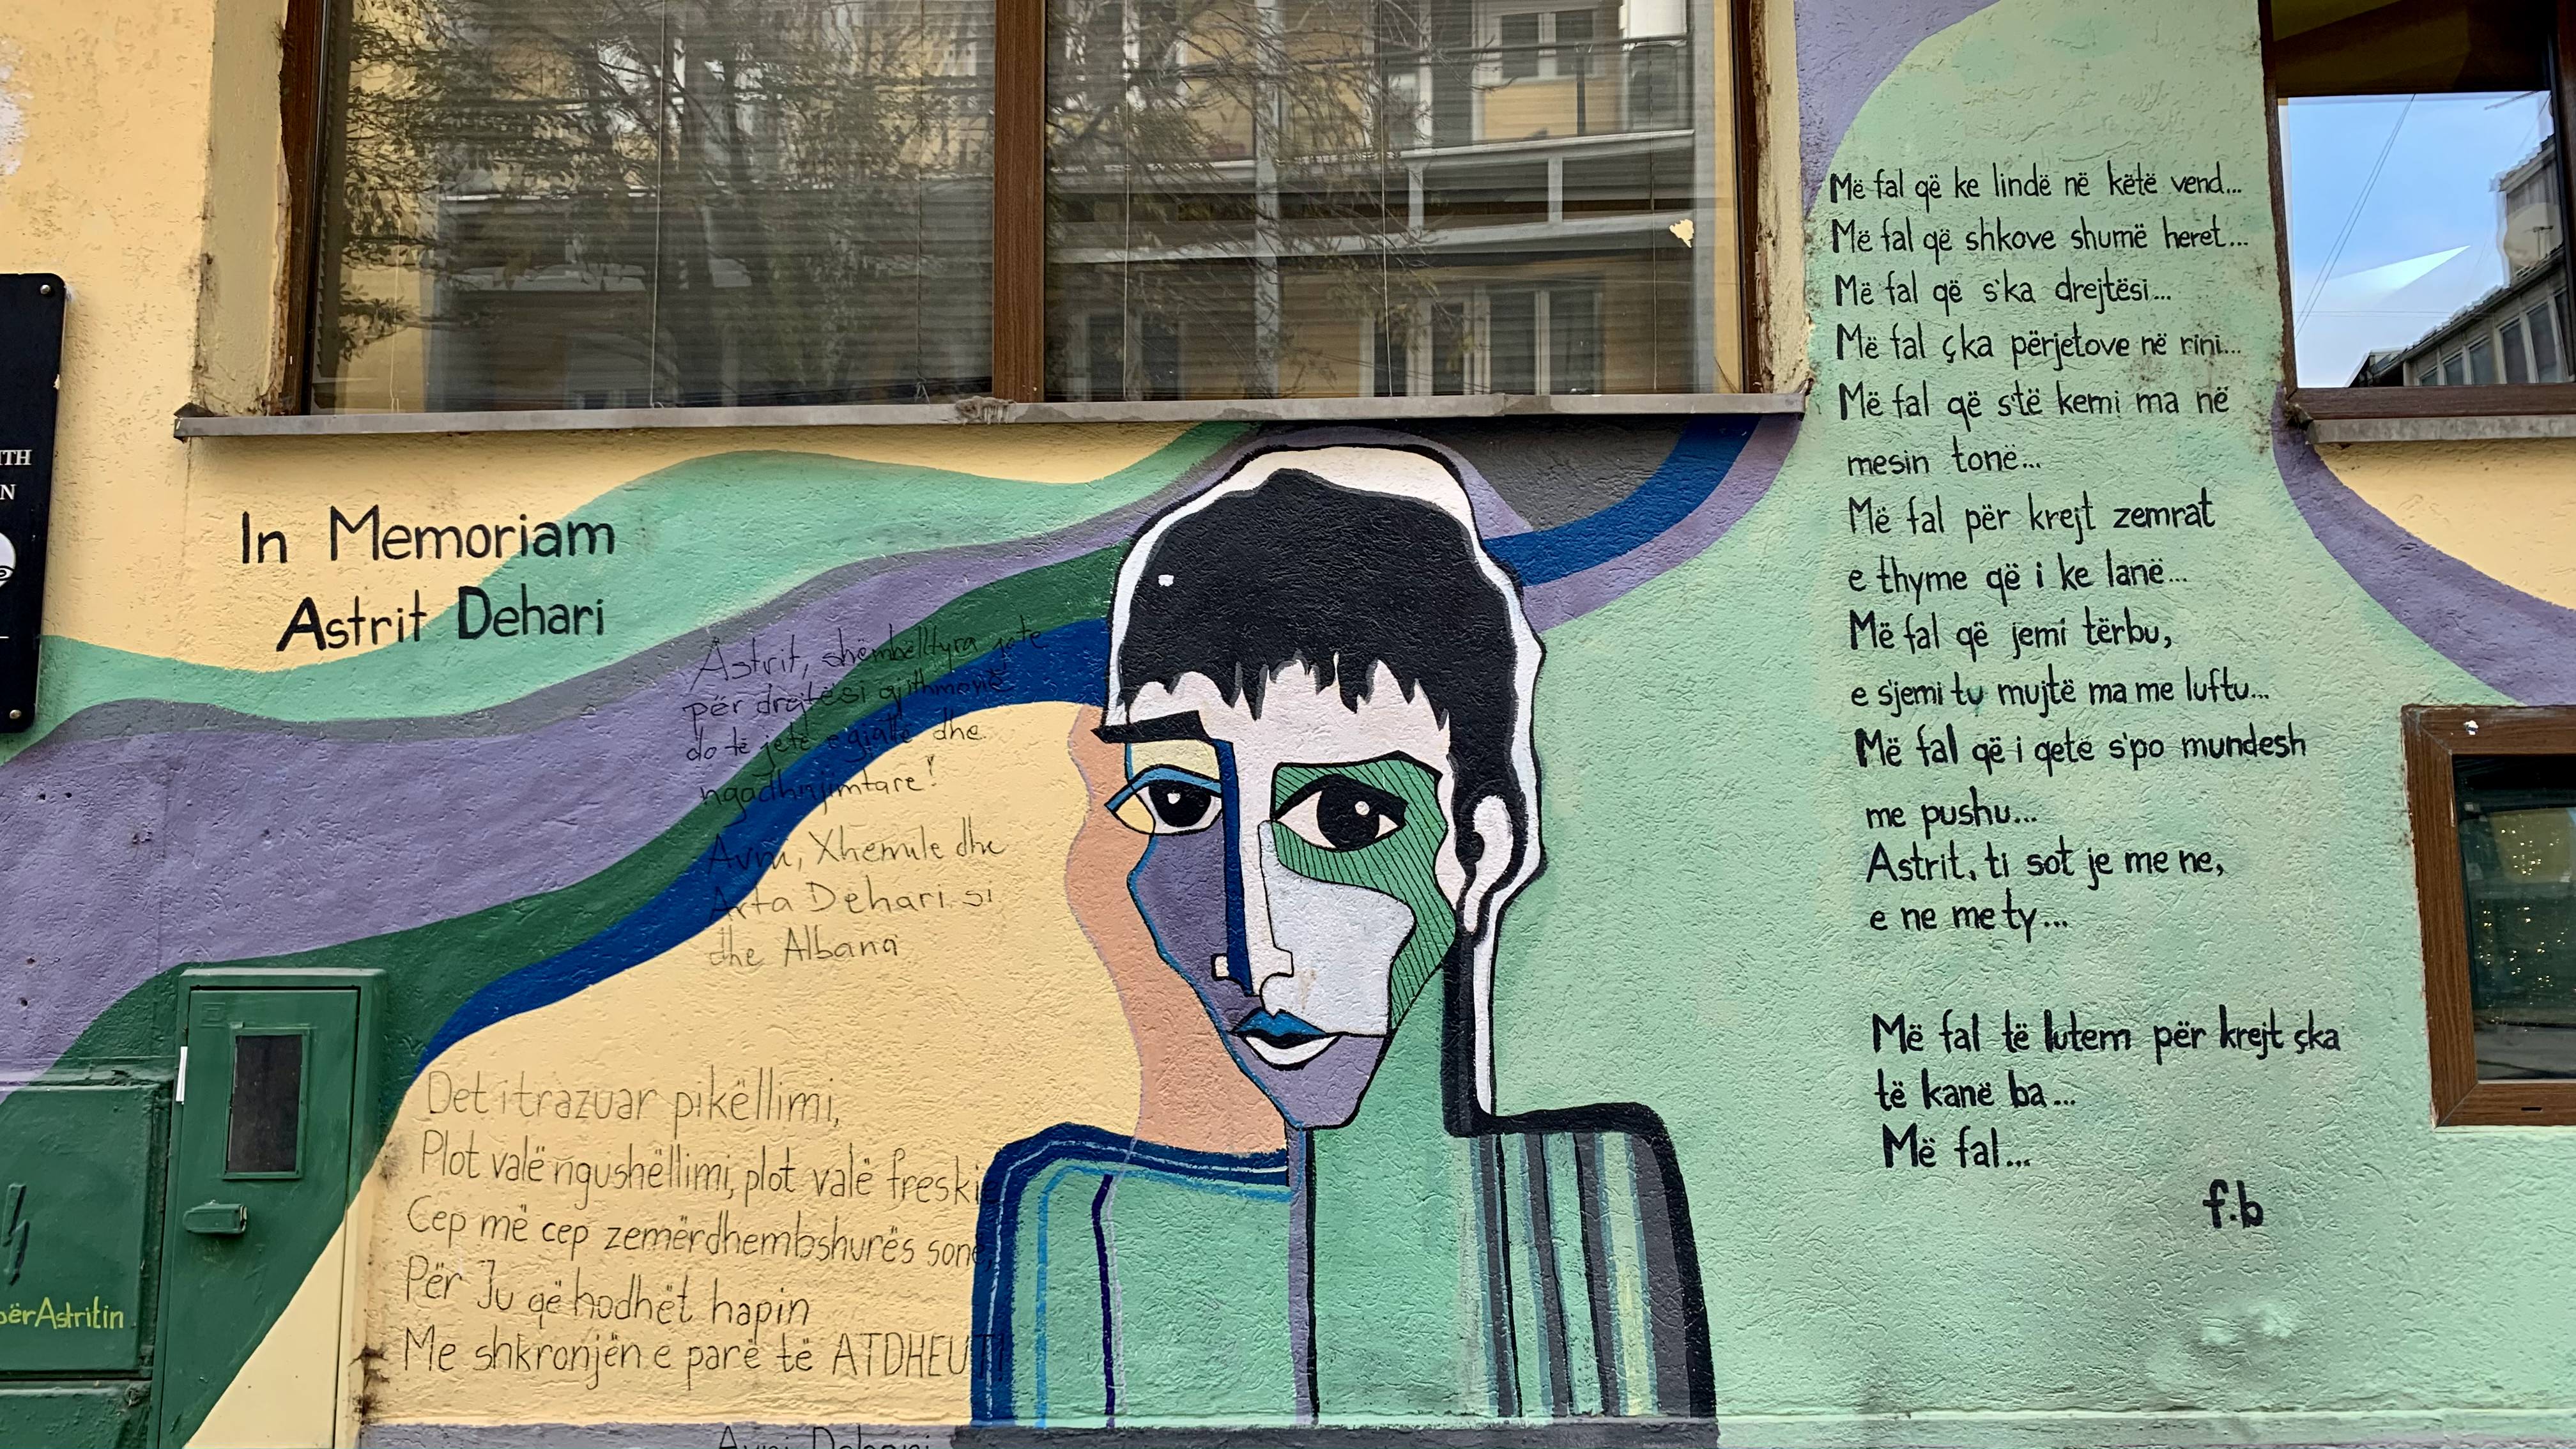 ITH
N
In Memoriam
Astrit Dehari
Astrit, shëmbëlltyra jote
për drejtësi gjithmonë
do të jetë e gjatë dhe
ngadhnjimtare!
Avni, Xhemile dhe
Arta Dehari si
dhe Albana
Det i trazuar pikëllimi,
Plot valë ngushëllimi, plot valë freski
Cep më cep zemërdhembshurës sonë,
Për Ju që hodhët hapin
Me shkronjën e parë të ATDHEUT!
Avni Dehari
përAstritin
Më fal që ke lindë në këtë vend...
Më fal që shkove shumë heret...
Më fal që s'ka drejtësi...
Më fal çka përjetove në rini...
Më fal që s'të kemi ma në
mesin tonë...
Më fal për krejt zemrat
e thyme që i ke lanë...
Më fal që jemi tërbu,
e s'jemi tu mujtë ma me luftu...
Më fal që i qetë s'po mundesh
me pushu...
Astrit, ti sot je me ne,
e ne me ty...
Më fal të lutem për krejt çka
të kanë ba...
Më fal...
f.b